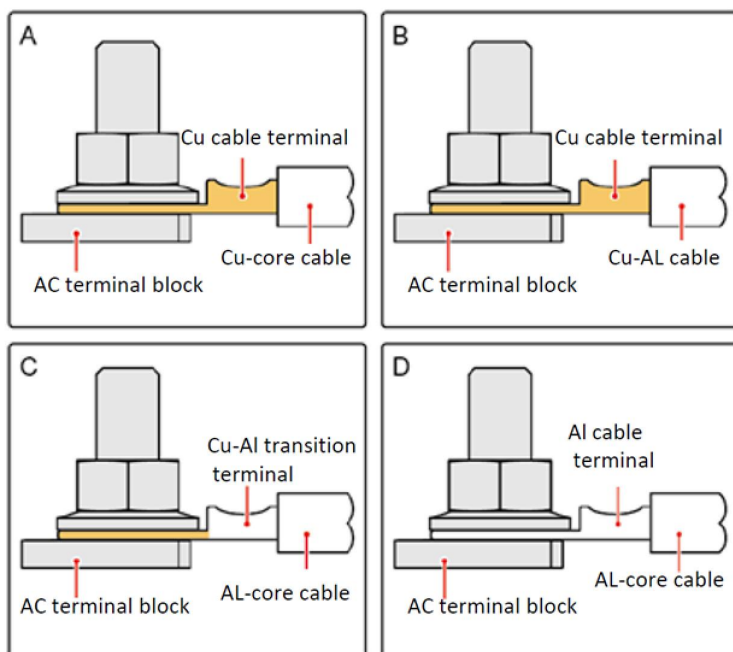 A
Cu cable terminal
Cu-core cable
AC terminal block
B
Cu cable terminal
Cu-AL cable
AC terminal block
C
Cu-Al transition
terminal
AL-core cable
AC terminal block
D
Al cable
terminal
AL-core cable
AC terminal block